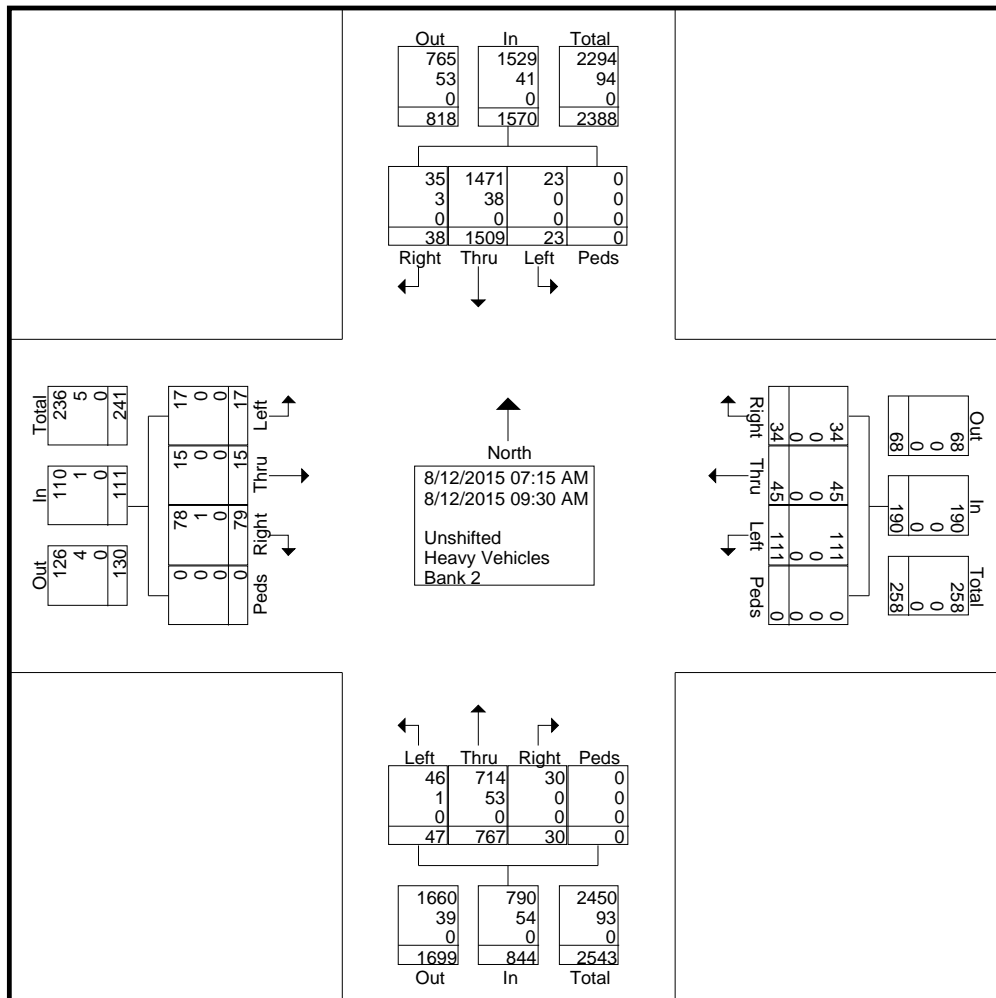 Out In Total
765 1529 2294
53 41 94
0 0 0
818 1570 2388
35 1471 23 0
3 38 0 0
0 0 0 0
38 1509 23 0
Right Thru Left Peds
Total
236 5 0 241
In
110 1 0 111
Out
126 4 0 130
17 0 0 17
Left
15 0 0 15
Thru
78 1 0 79
Right
0 0 0 0
Peds
North
8/12/2015 07:15 AM
8/12/2015 09:30 AM
Unshifted
Heavy Vehicles
Bank 2
Right
34 0 0 34
Thru
45 0 0 45
Left
111 0 0 111
Peds
0 0 0 0
Out
68 0 0 68
In
190 0 0 190
Total
258 0 0 258
Left Thru Right Peds
46 714 30 0
1 53 0 0
0 0 0 0
47 767 30 0
1660 790 2450
39 54 93
0 0 0
1699 844 2543
Out In Total